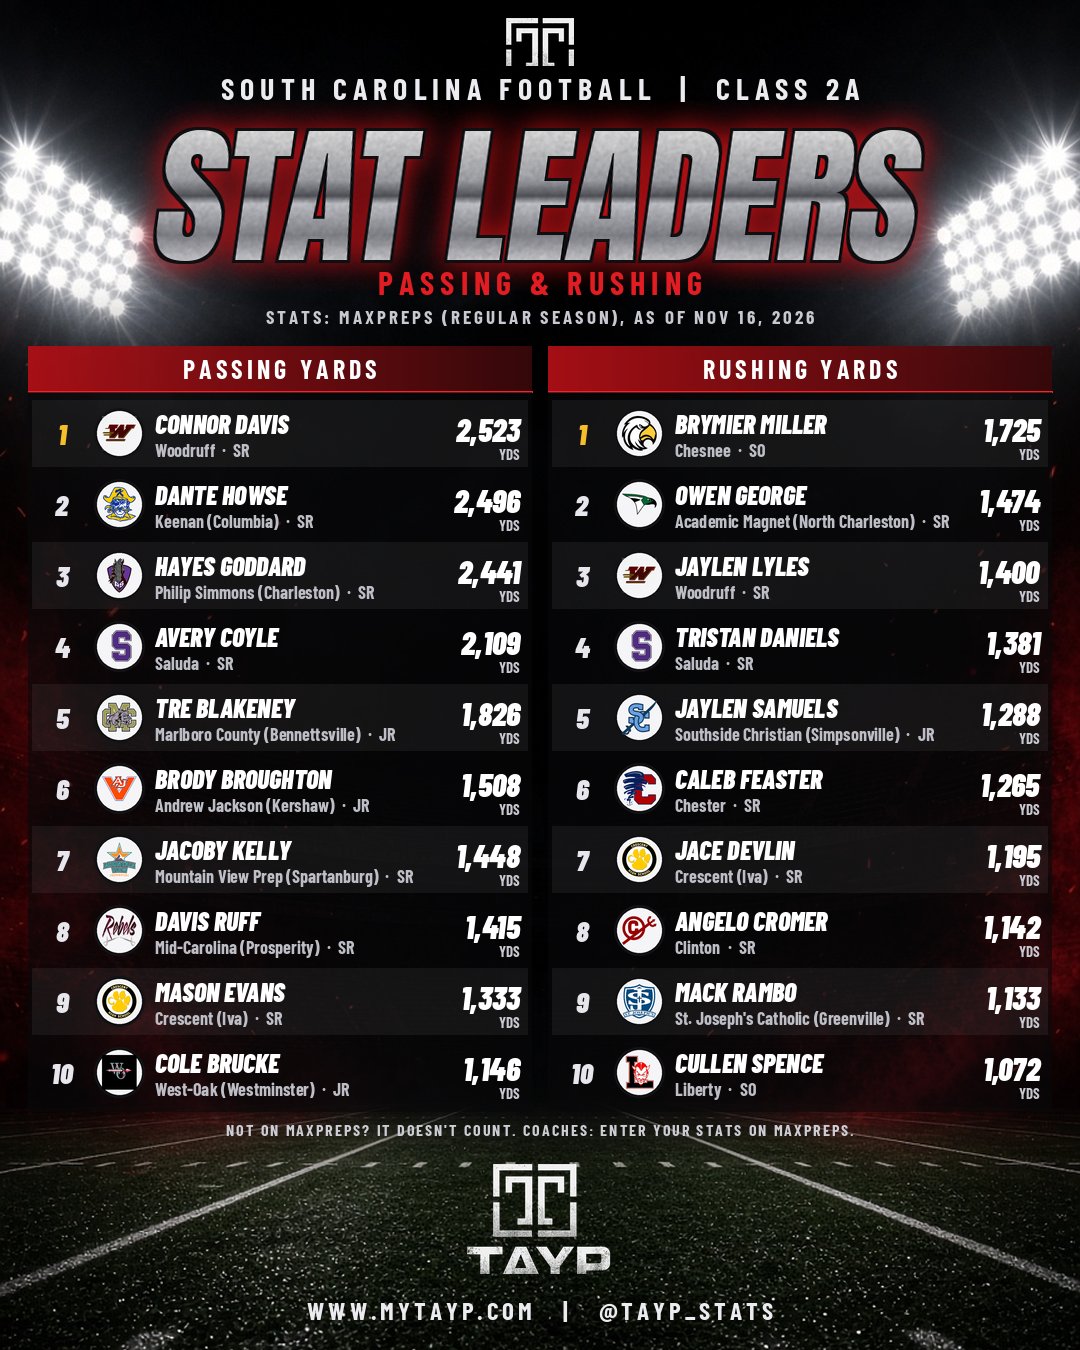 SOUTH CAROLINA FOOTBALL | CLASS 2A
STAT LEADERS
PASSING & RUSHING
STATS: MAXPREPS (REGULAR SEASON), AS OF NOV 16, 2026
PASSING YARDS
1 CONNOR DAVIS 2,523
Woodruff · SR YDS
2 DANTE HOWSE 2,496
Keenan (Columbia) · SR YDS
3 HAYES GODDARD 2,441
Philip Simmons (Charleston) · SR YDS
4 AVERY COYLE 2,109
Saluda · SR YDS
5 TRE BLAKENEY 1,826
Marlboro County (Bennettsville) · JR YDS
6 BRODY BROUGHTON 1,508
Andrew Jackson (Kershaw) · JR YDS
7 JACOBY KELLY 1,448
Mountain View Prep (Spartanburg) · SR YDS
8 DAVIS RUFF 1,415
Rebels
Mid-Carolina (Prosperity) · SR YDS
9 MASON EVANS 1,333
Crescent (Iva) · SR YDS
10 COLE BRUCKE 1,146
West-Oak (Westminster) · JR YDS
RUSHING YARDS
1 BRYMIER MILLER 1,725
Chesnee · SO YDS
2 OWEN GEORGE 1,474
Academic Magnet (North Charleston) · SR YDS
3 JAYLEN LYLES 1,400
Woodruff · SR YDS
4 TRISTAN DANIELS 1,381
Saluda · SR YDS
5 JAYLEN SAMUELS 1,288
Southside Christian (Simpsonville) · JR YDS
6 CALEB FEASTER 1,265
Chester · SR YDS
7 JACE DEVLIN 1,195
Crescent (Iva) · SR YDS
8 ANGELO CROMER 1,142
Clinton · SR YDS
9 MACK RAMBO 1,133
St. Joseph's Catholic (Greenville) · SR YDS
10 CULLEN SPENCE 1,072
Liberty · SO YDS
NOT ON MAXPREPS? IT DOESN'T COUNT. COACHES: ENTER YOUR STATS ON MAXPREPS.
TAYP
WWW.MYTAYP.COM | @TAYP_STATS